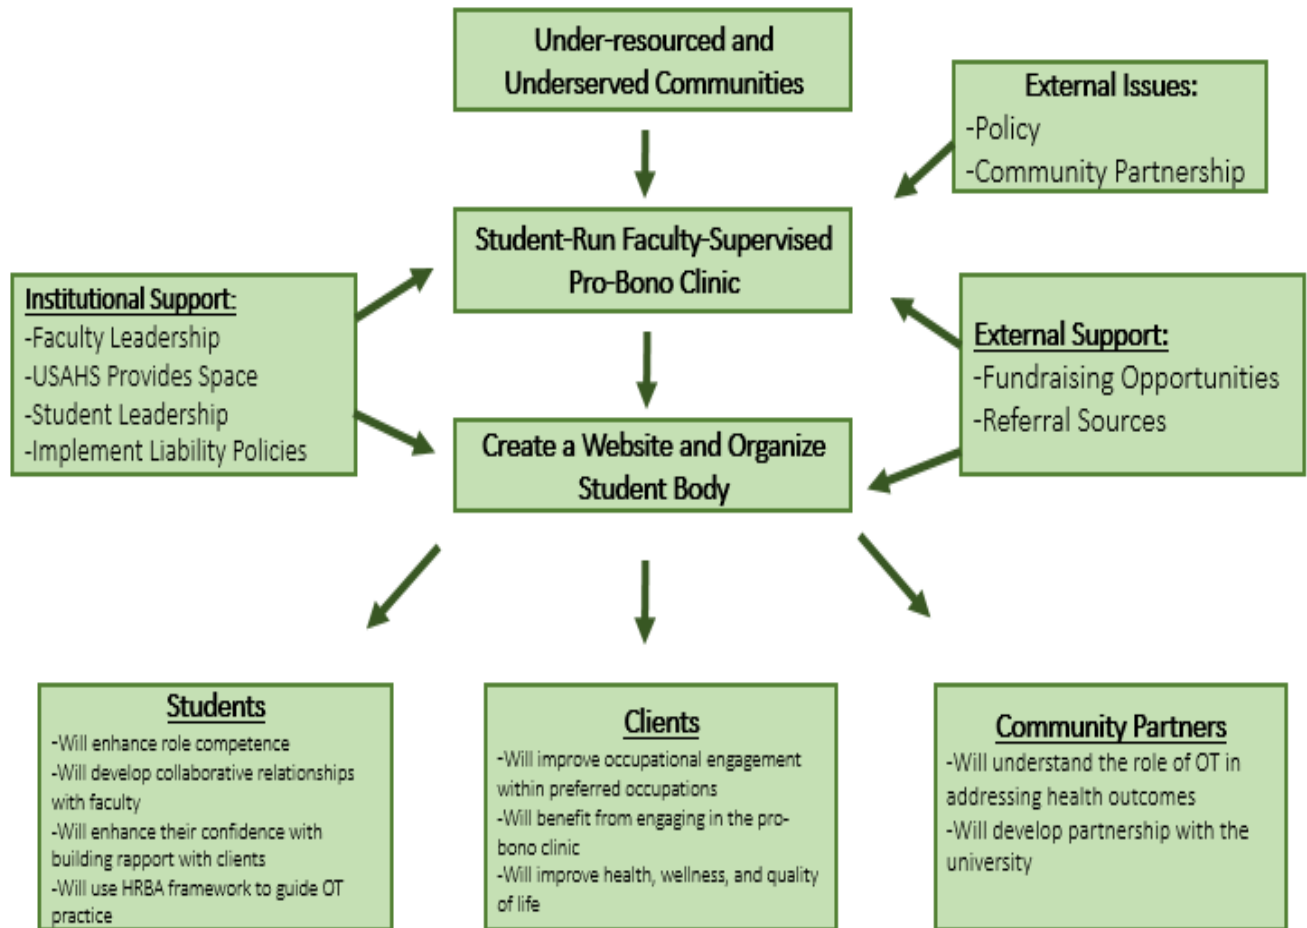 Under-resourced and
Underserved Communities
External Issues:
-Policy
-Community Partnership
Student-Run Faculty-Supervised
Pro-Bono Clinic
Institutional Support:
-Faculty Leadership
-USAHS Provides Space
-Student Leadership
-Implement Liability Policies
External Support:
-Fundraising Opportunities
-Referral Sources
Create a Website and Organize
Student Body
Students
-Will enhance role competence
-Will develop collaborative relationships
with faculty
-Will enhance their confidence with
building rapport with clients
-Will use HRBA framework to guide OT
practice
Clients
-Will improve occupational engagement
within preferred occupations
-Will benefit from engaging in the pro-
bono clinic
-Will improve health, wellness, and quality
of life
Community Partners
-Will understand the role of OT in
addressing health outcomes
-Will develop partnership with the
university